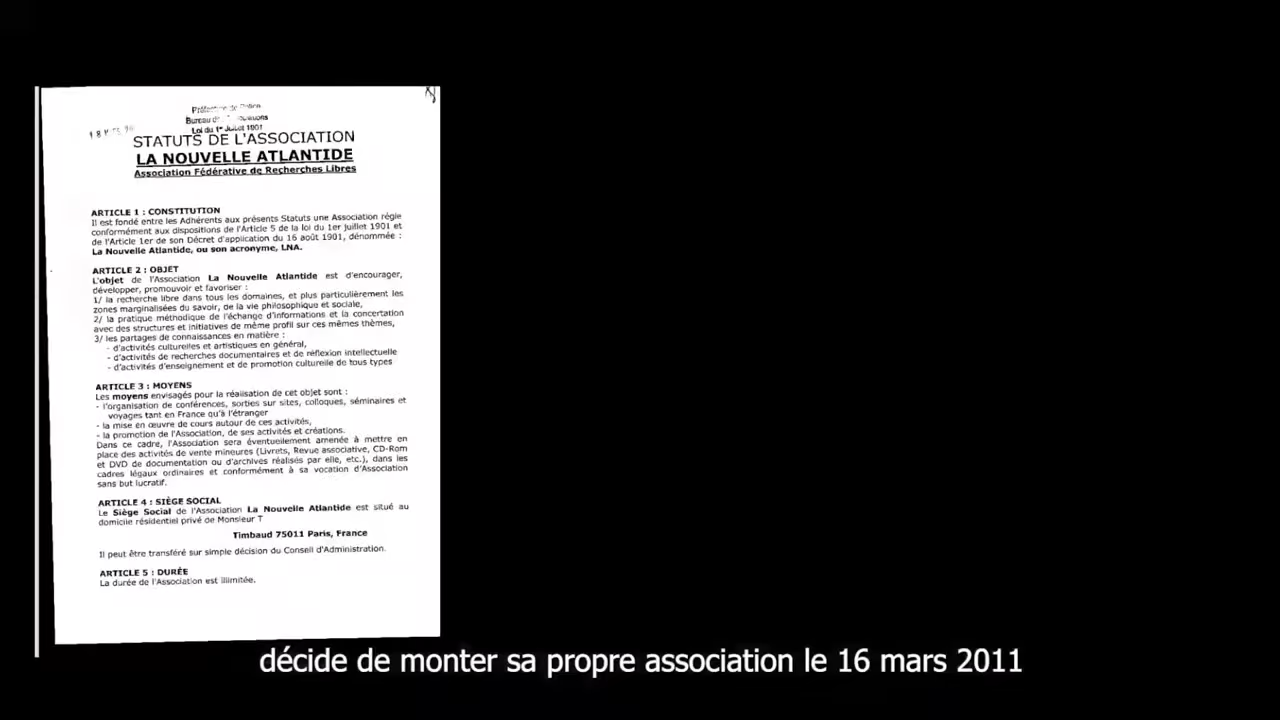 Préfecture de Police
Bureau
Loi du 1er Juillet 1901
STATUTS DE L'ASSOCIATION
LA NOUVELLE ATLANTIDE
Association Fédérative de Recherches Libres
ARTICLE 1 : CONSTITUTION
Il est fondé entre les Adhérents aux présents Statuts une Association régie
conformément aux dispositions de l'Article 5 de la loi du 1er juillet 1901 et
de l'Article 1er de son Décret d'application du 16 août 1901, dénommée :
La Nouvelle Atlantide, ou son acronyme, LNA.
ARTICLE 2 : OBJET
L'objet de l'Association La Nouvelle Atlantide est d'encourager,
développer, promouvoir et favoriser :
1/ la recherche libre dans tous les domaines, et plus particulièrement les
zones marginalisées du savoir, de la vie philosophique et sociale,
2/ la pratique méthodique de l'échange d'informations et la concertation
avec des structures et initiatives de même profil sur ces mêmes thèmes,
3/ les partages de connaissances en matière :
- d'activités culturelles et artistiques en général,
- d'activités de recherches documentaires et de réflexion intellectuelle
- d'activités d'enseignement et de promotion culturelle de tous types
ARTICLE 3 : MOYENS
Les moyens envisagés pour la réalisation de cet objet sont :
- l'organisation de conférences, sorties sur sites, colloques, séminaires et
voyages tant en France qu'à l'étranger
- la mise en œuvre de cours autour de ces activités,
- la promotion de l'Association, de ses activités et créations.
Dans ce cadre, l'Association sera éventuellement amenée à mettre en
place des activités de vente mineures (Livrets, Revue associative, CD-Rom
et DVD de documentation ou d'archives réalisés par elle, etc.), dans les
cadres légaux ordinaires et conformément à sa vocation d'Association
sans but lucratif.
ARTICLE 4 : SIÈGE SOCIAL
Le Siège Social de l'Association La Nouvelle Atlantide est situé au
domicile résidentiel privé de Monsieur T
Timbaud 75011 Paris, France
Il peut être transféré sur simple décision du Conseil d'Administration.
ARTICLE 5 : DURÉE
La durée de l'Association est illimitée.
décide de monter sa propre association le 16 mars 2011